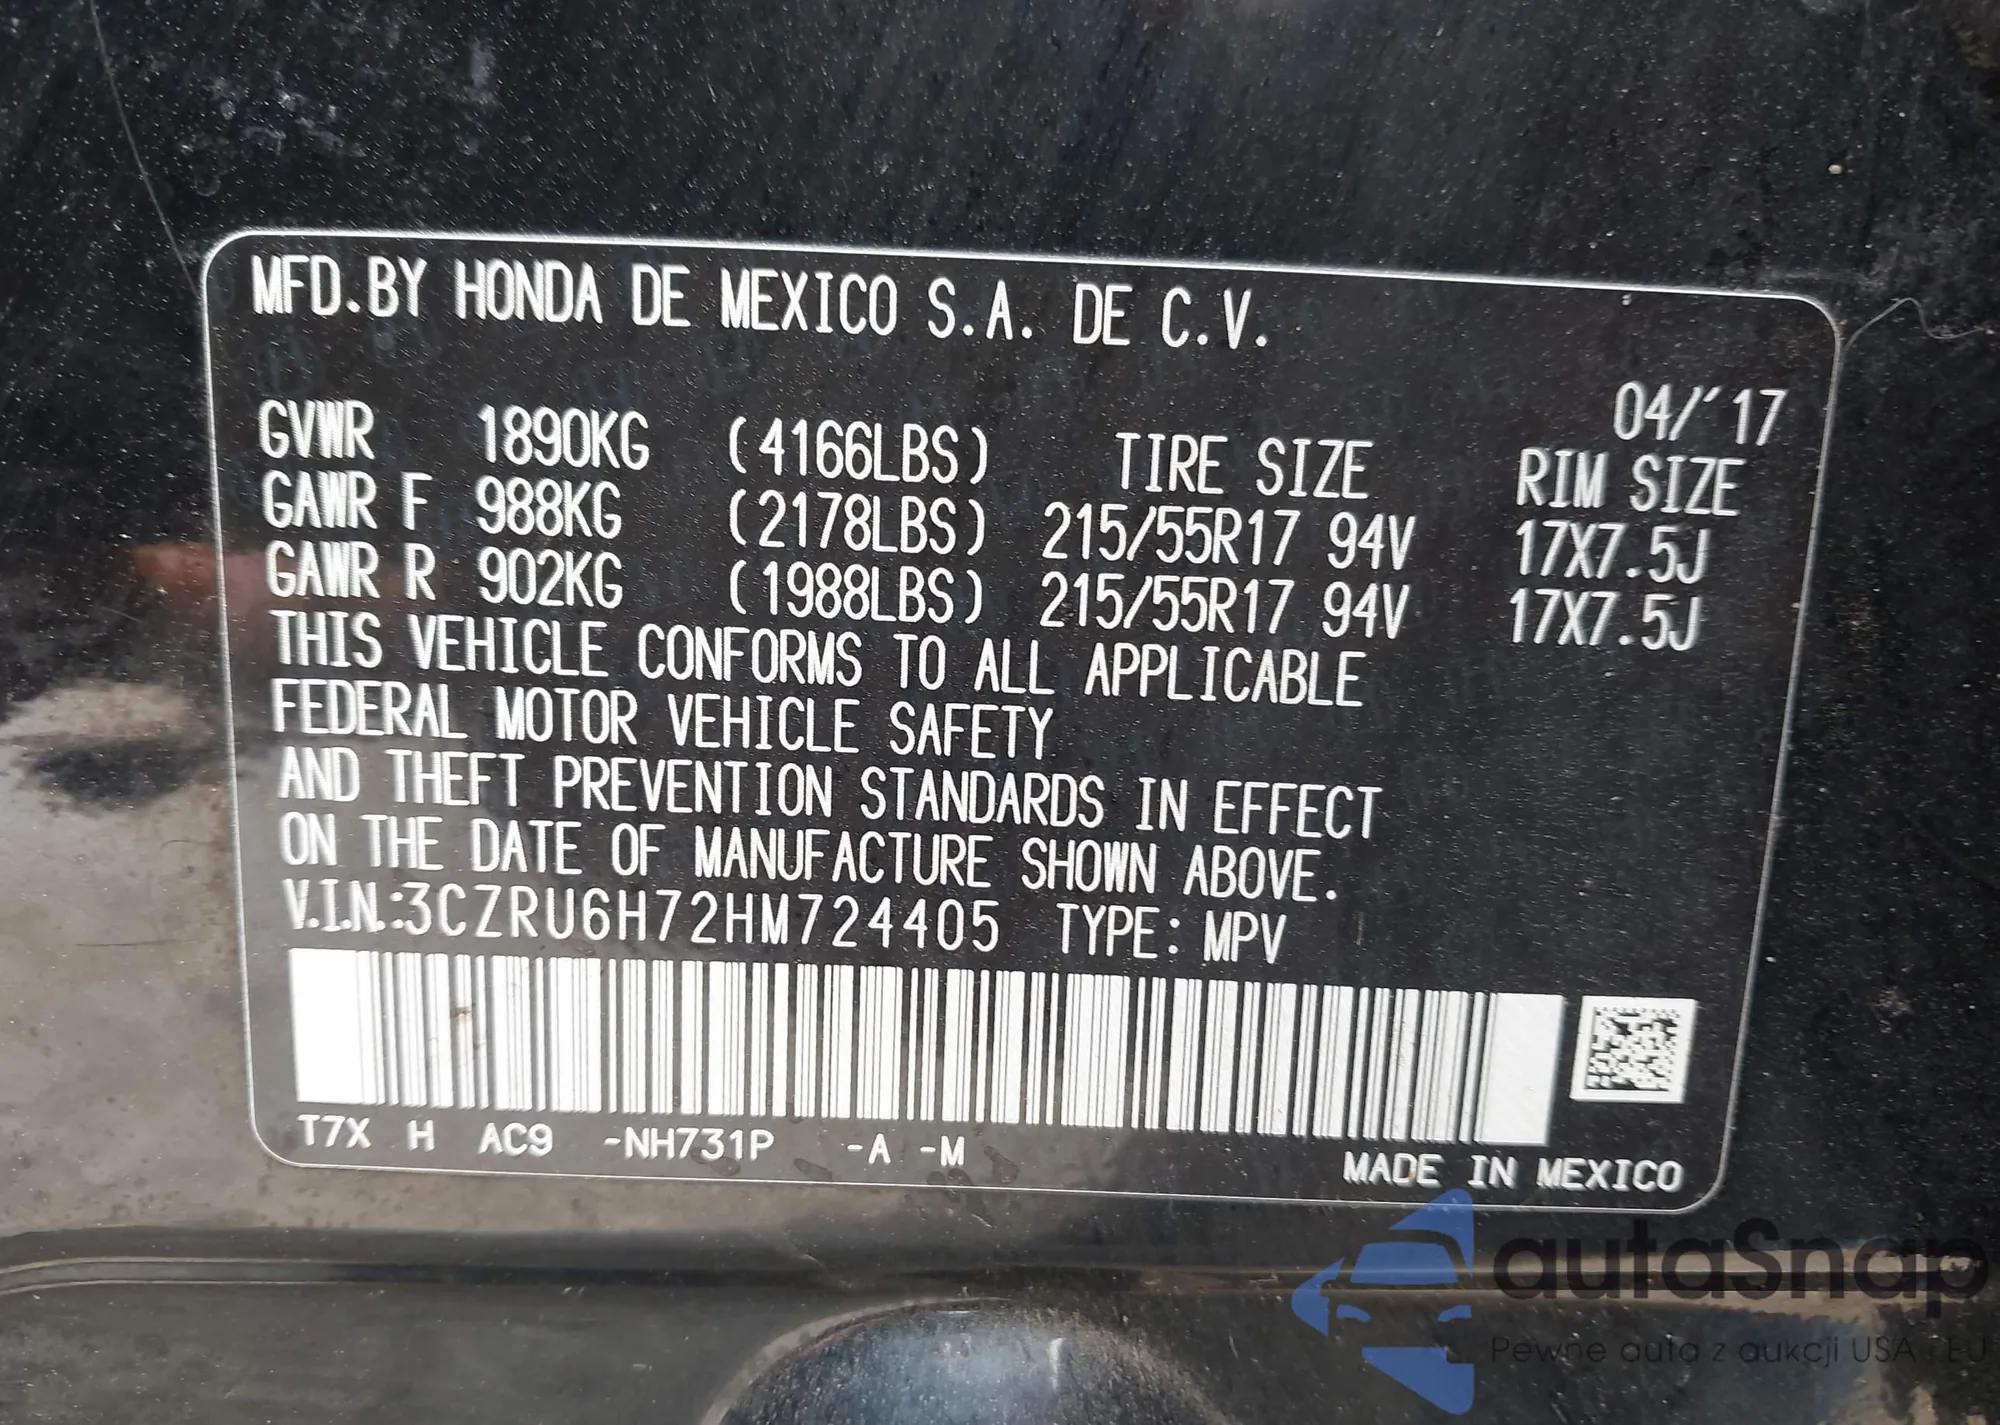 MFD.BY HONDA DE MEXICO S.A. DE C.V.
04/'17
GVWR 1890KG (4166LBS) TIRE SIZE RIM SIZE
GAWR F 988KG (2178LBS) 215/55R17 94V 17X7.5J
GAWR R 902KG (1988LBS) 215/55R17 94V 17X7.5J
THIS VEHICLE CONFORMS TO ALL APPLICABLE
FEDERAL MOTOR VEHICLE SAFETY
AND THEFT PREVENTION STANDARDS IN EFFECT
ON THE DATE OF MANUFACTURE SHOWN ABOVE.
V.I.N.:3CZRU6H72HM724405 TYPE: MPV
T7X H AC9 -NH731P -A -M
MADE IN MEXICO
autaSnap
Pewne auta z aukcji USA i EU